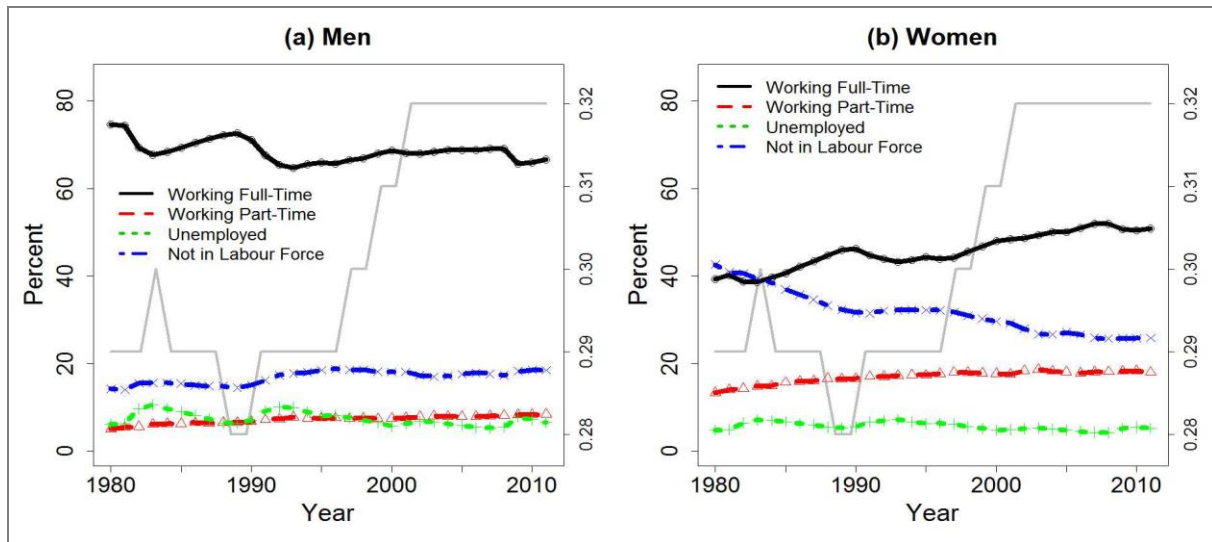 (a) Men
80
60
40
20
0
Percent
Working Full-Time
Working Part-Time
Unemployed
Not in Labour Force
0.32
0.31
0.30
0.29
0.28
1980
1990
2000
2010
Year
(b) Women
80
60
40
20
0
Percent
Working Full-Time
Working Part-Time
Unemployed
Not in Labour Force
0.32
0.31
0.30
0.29
0.28
1980
1990
2000
2010
Year